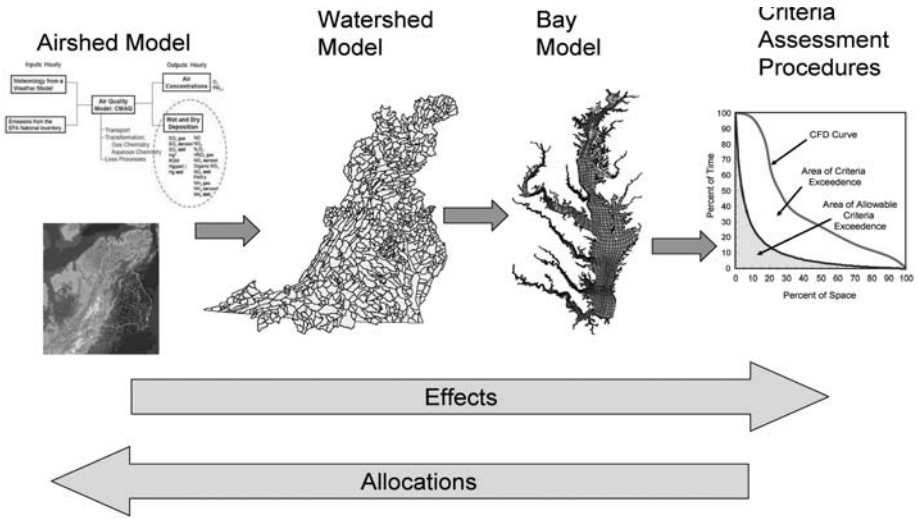 Airshed Model
Watershed
Model
Bay
Model
Criteria
Assessment
Procedures
Inputs: Hourly
Outputs: Hourly
Meteorology from a
Weather Model
Emissions from the
EPA National Inventory
Air Quality
Model: CMAQ
Transport
Transformation:
Gas Chemistry
Aqueous Chemistry
Loss Processes
Air
Concentrations
Wet and Dry
Deposition
100
90
80
70
60
50
40
30
20
10
0
Percent of Time
CFD Curve
Area of Criteria
Exceedence
Area of Allowable
Criteria
Exceedence
0 10 20 30 40 50 60 70 80 90 100
Percent of Space
Effects
Allocations